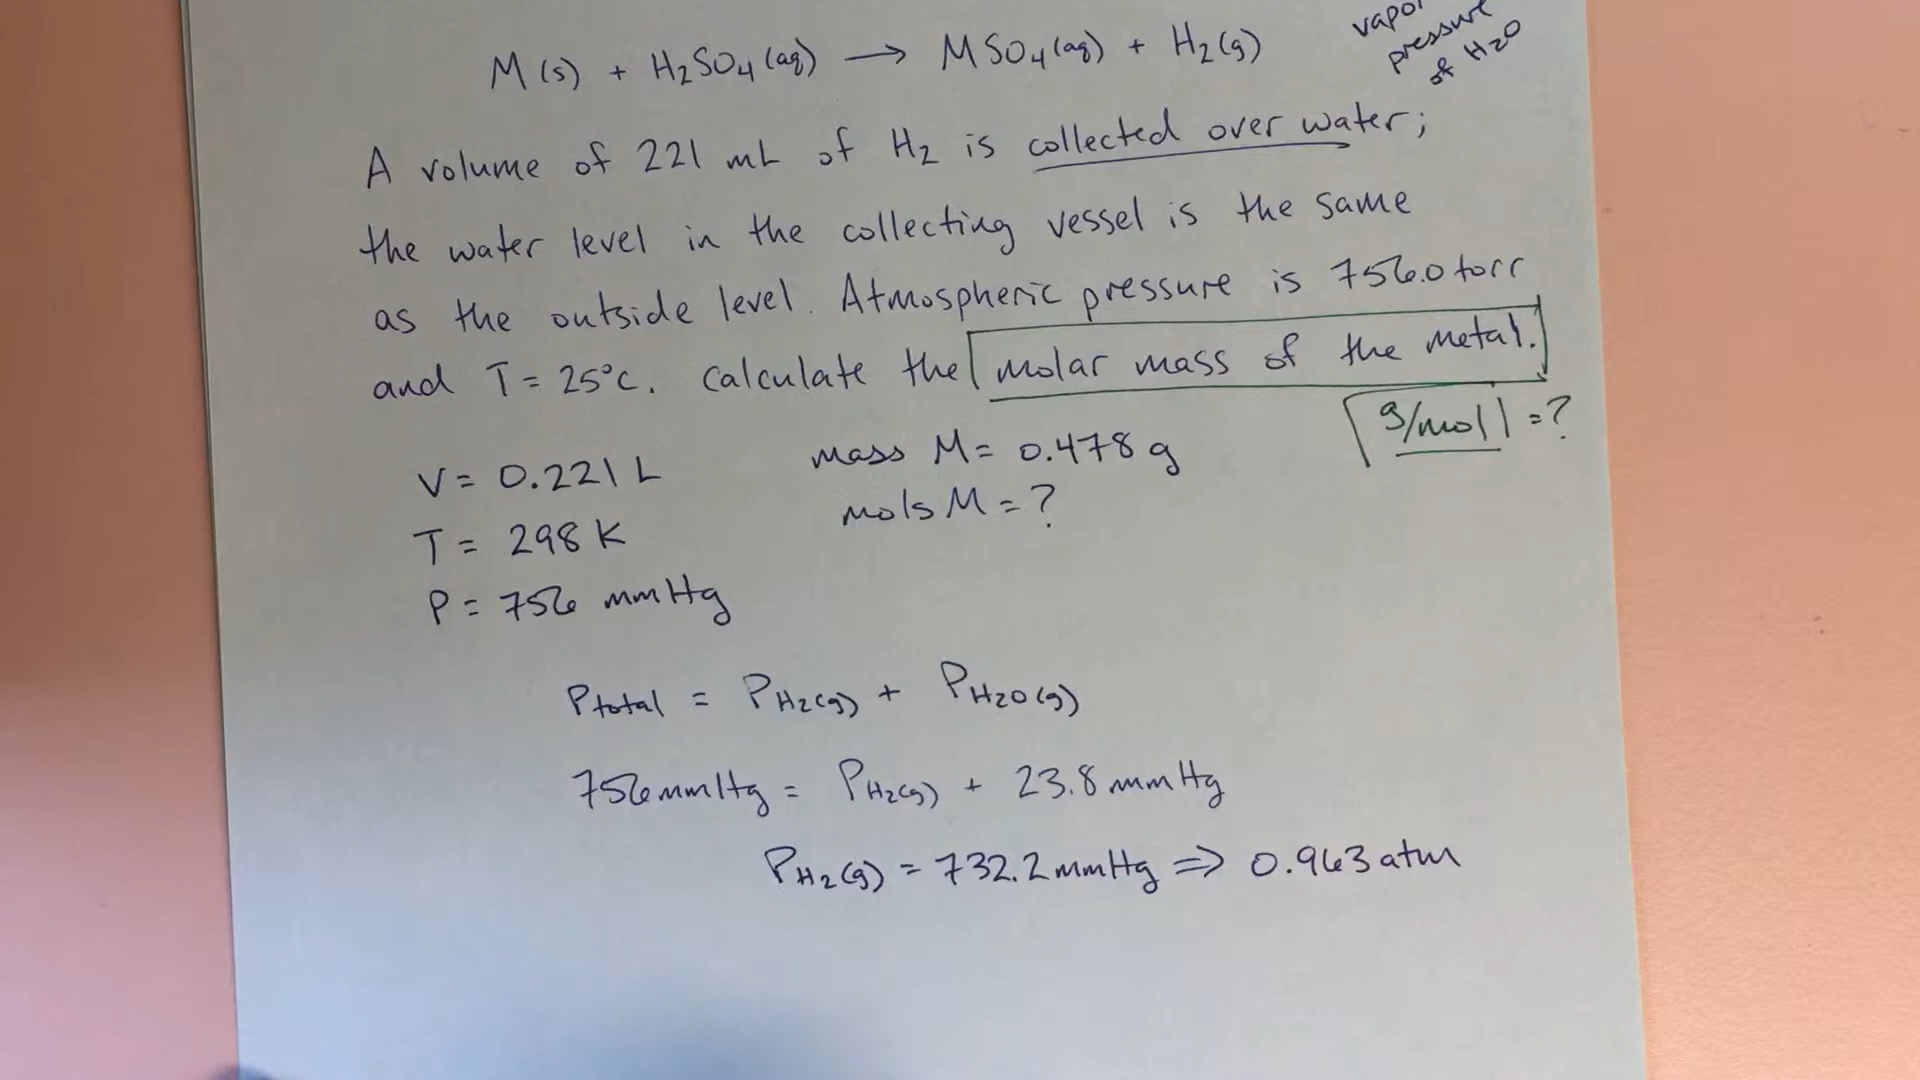 M(s) + H₂SO₄(aq) → MSO₄(aq) + H₂(g)
vapor
pressure
of H₂O
A volume of 221 mL of H₂ is collected over water;
the water level in the collecting vessel is the same
as the outside level. Atmospheric pressure is 756.0 torr
and T = 25°C. Calculate the molar mass of the metal.
g/mol = ?
V = 0.221 L
mass M = 0.478 g
mols M = ?
T = 298 K
P = 756 mmHg
Ptotal = PH₂(g) + PH₂O(g)
756 mmHg = PH₂(g) + 23.8 mmHg
PH₂(g) = 732.2 mmHg ⇒ 0.963 atm